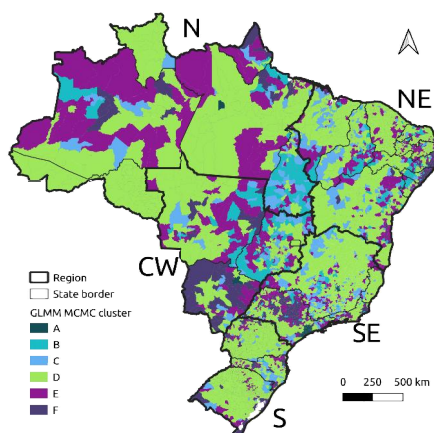 N
NE
CW
SE
S
Region
State border
GLMM MCMC cluster
A
B
C
D
E
F
0 250 500 km